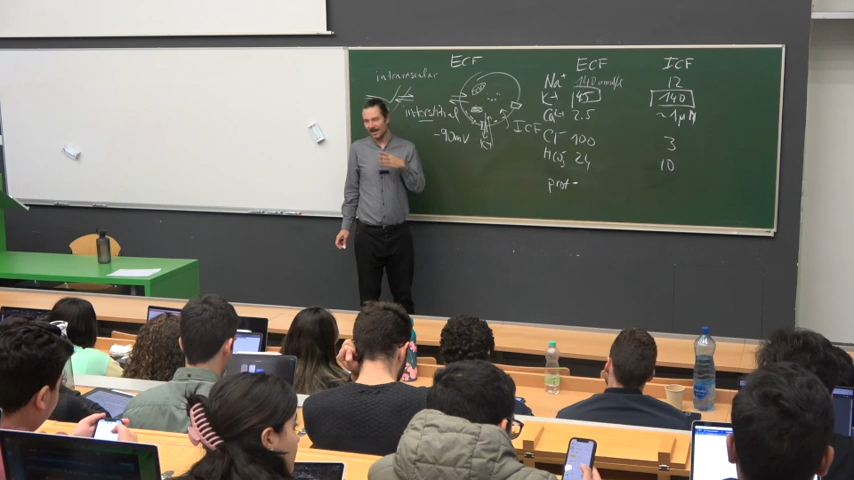 ECF
intravascular
interstitial
ICF
-90mV
K+
ECF ICF
Na+ 140 mmol/l 12
K+ 4.5 140
Ca2+ 2.5 ~1μM
Cl- 100 3
HCO3- 24 10
prot-